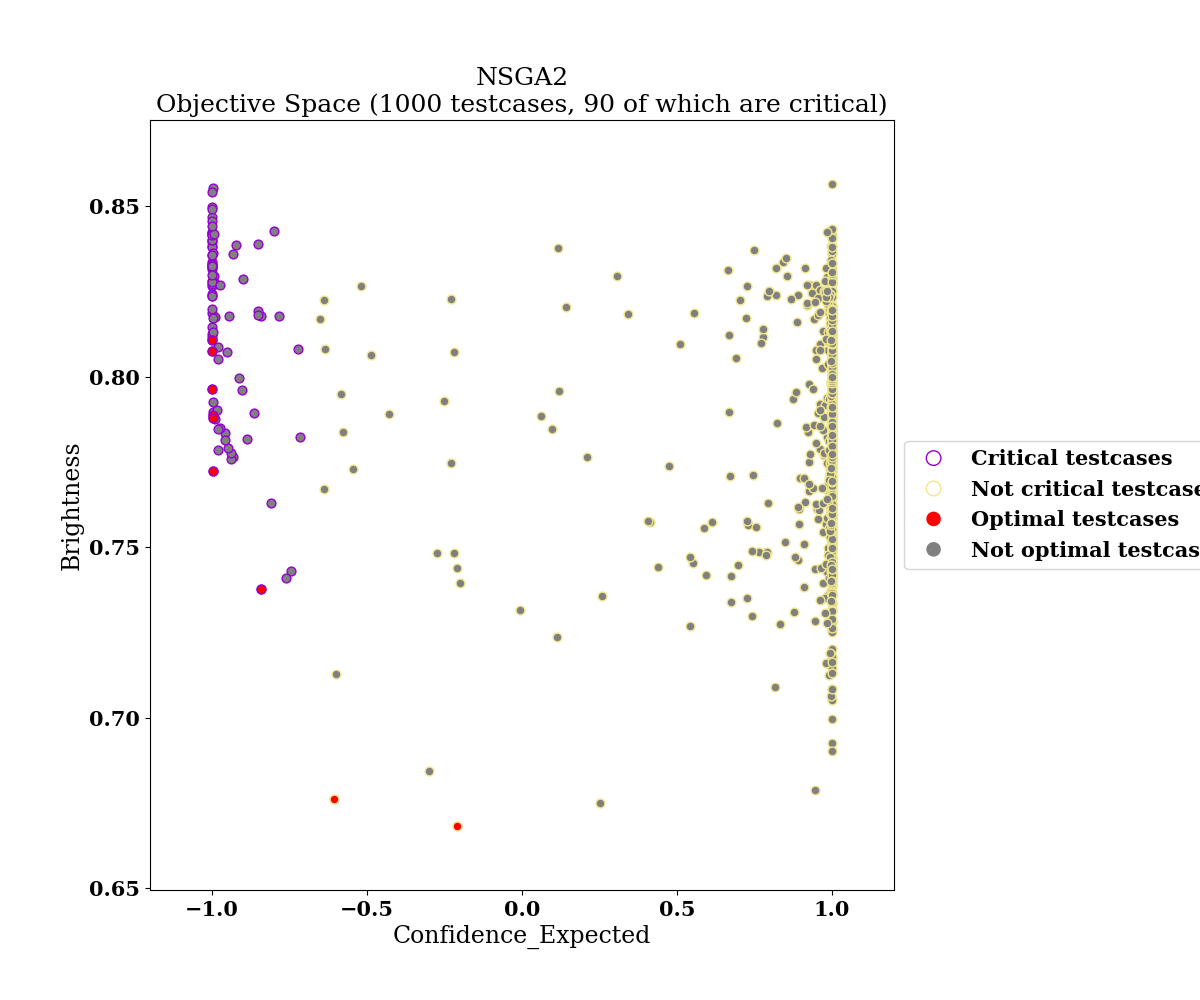 NSGA2
Objective Space (1000 testcases, 90 of which are critical)
0.85
0.80
0.75
0.70
0.65
Brightness
−1.0
−0.5
0.0
0.5
1.0
Confidence_Expected
Critical testcases
Not critical testcase
Optimal testcases
Not optimal testcas